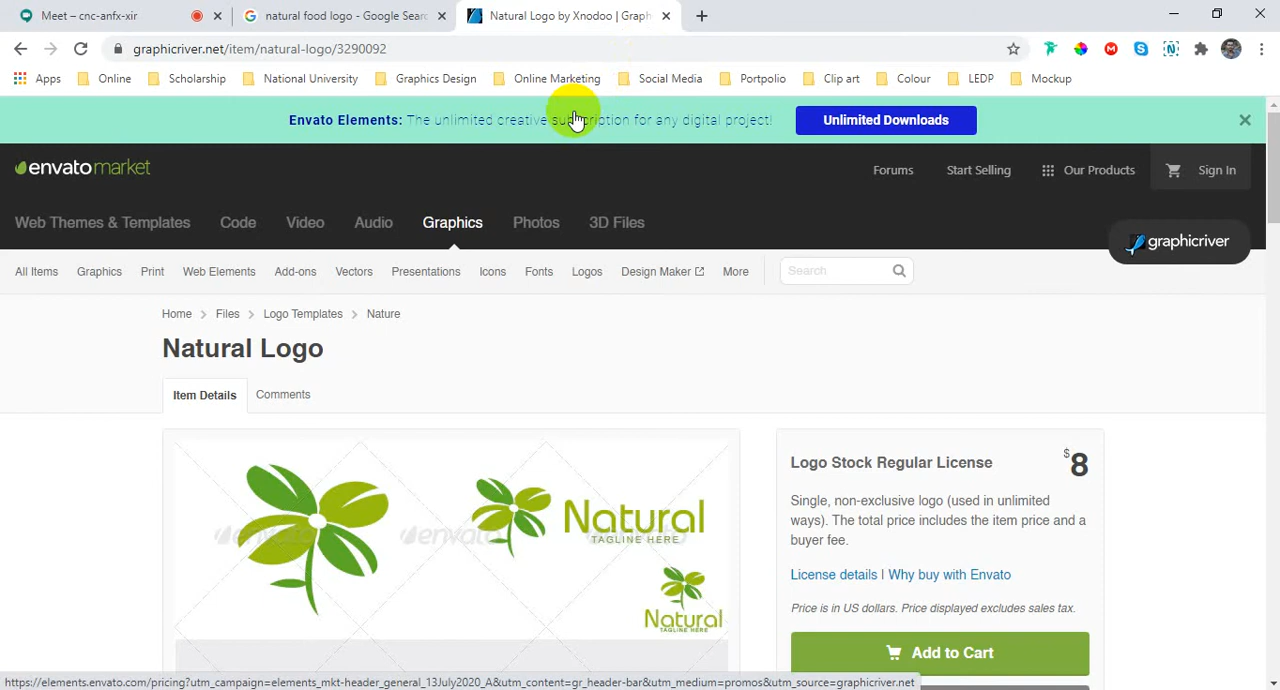 Meet – cnc-anfx-xir
natural food logo - Google Sear
Natural Logo by Xnodoo | Graph
graphicriver.net/item/natural-logo/3290092
Apps Online Scholarship National University Graphics Design Online Marketing Social Media Portpolio Clip art Colour LEDP Mockup
Envato Elements: The unlimited creative subscription for any digital project! Unlimited Downloads
envatomarket
Forums Start Selling Our Products Sign In
Web Themes & Templates Code Video Audio Graphics Photos 3D Files
graphicriver
All Items Graphics Print Web Elements Add-ons Vectors Presentations Icons Fonts Logos Design Maker More Search
Home Files Logo Templates Nature
Natural Logo
Item Details Comments
Natural
TAGLINE HERE
Natural
TAGLINE HERE
envato
Logo Stock Regular License $8
Single, non-exclusive logo (used in unlimited
ways). The total price includes the item price and a
buyer fee.
License details | Why buy with Envato
Price is in US dollars. Price displayed excludes sales tax.
Add to Cart
https://elements.envato.com/pricing?utm_campaign=elements_mkt-header_general_13July2020_A&utm_content=gr_header-bar&utm_medium=promos&utm_source=graphicriver.net